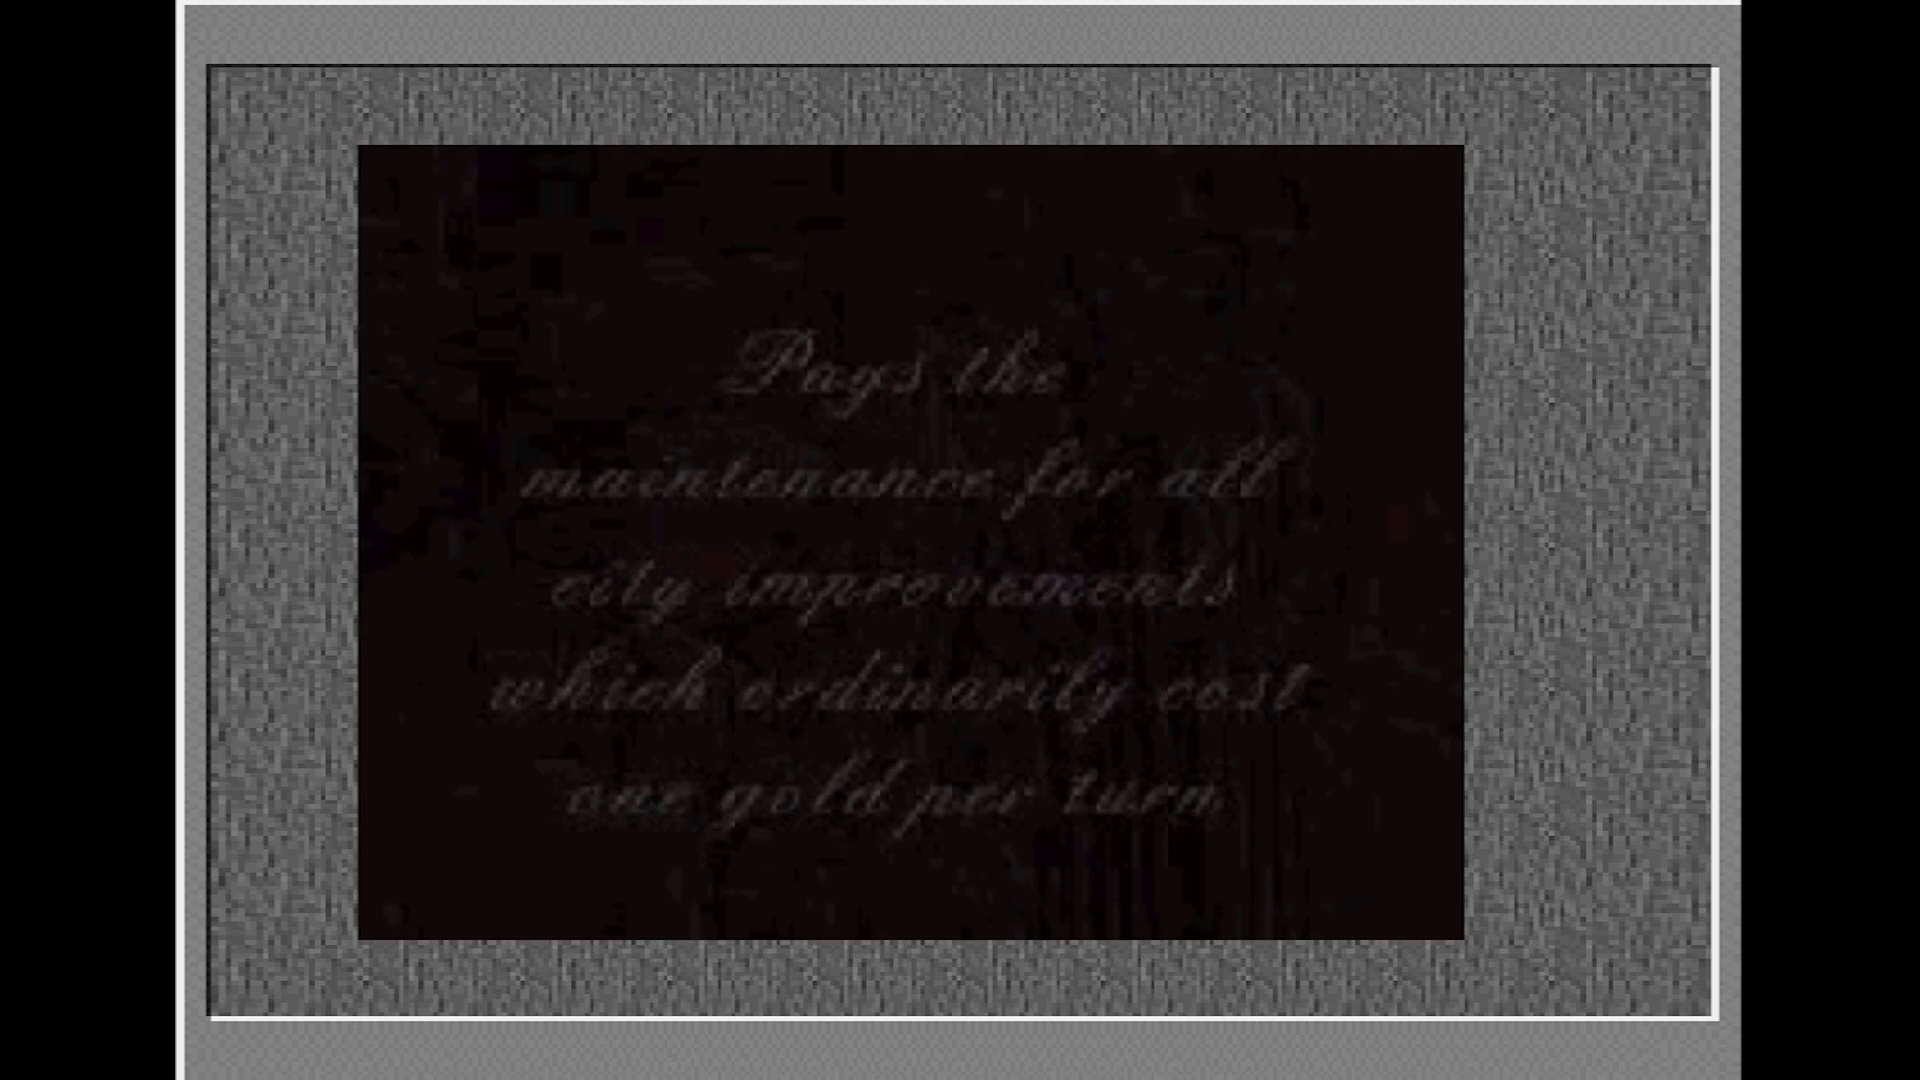 Pays the
maintenance for all
city improvements
which ordinarily cost
one gold per turn